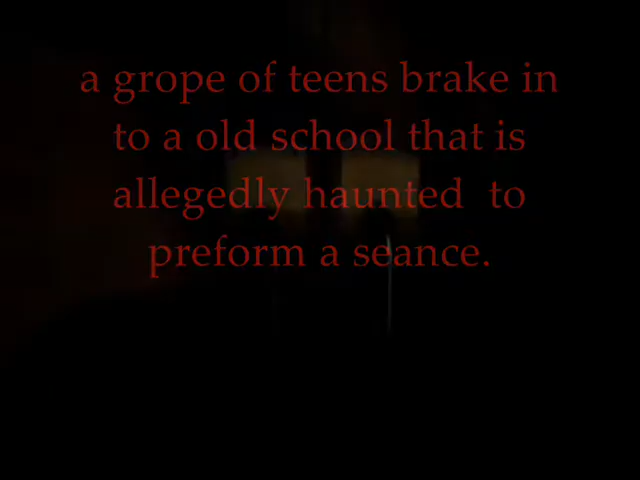 a grope of teens brake in
to a old school that is
allegedly haunted  to
preform a seance.